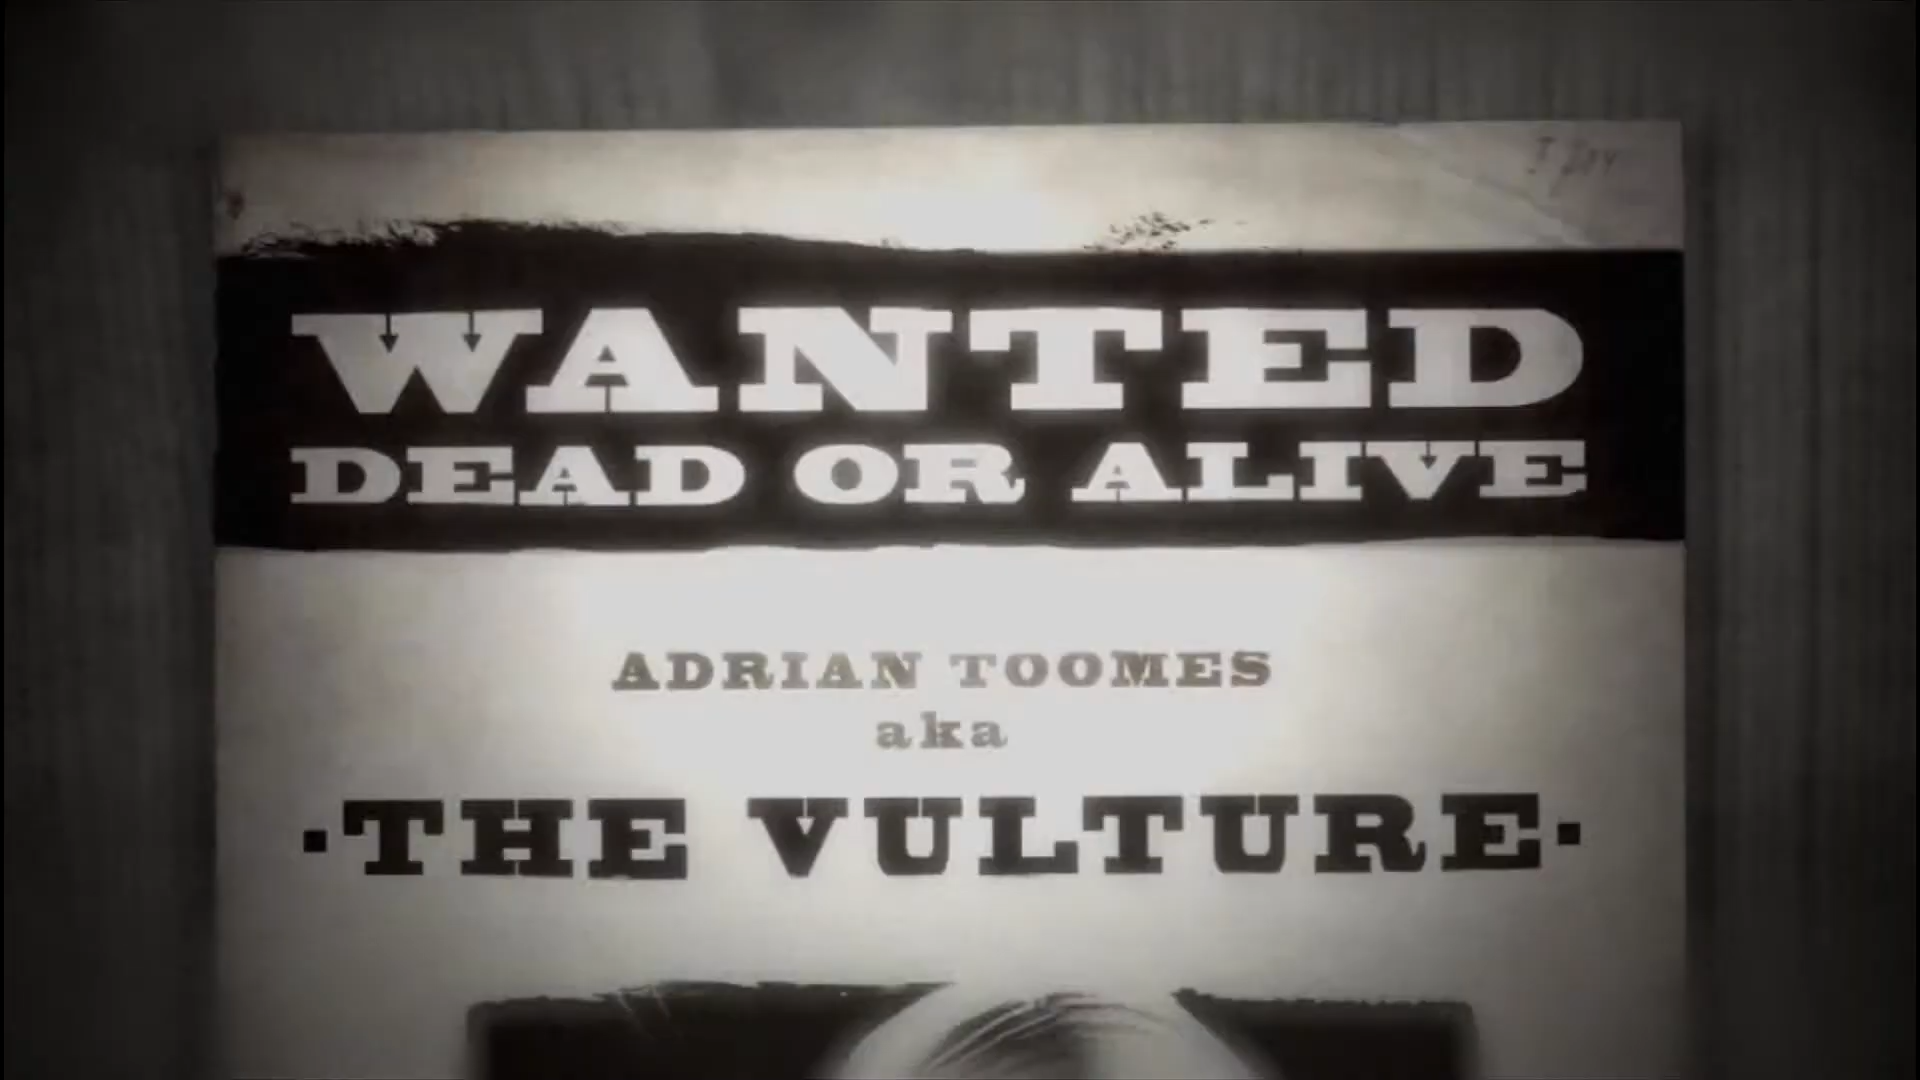 WANTED
DEAD OR ALIVE
ADRIAN TOOMES
aka
·THE VULTURE·